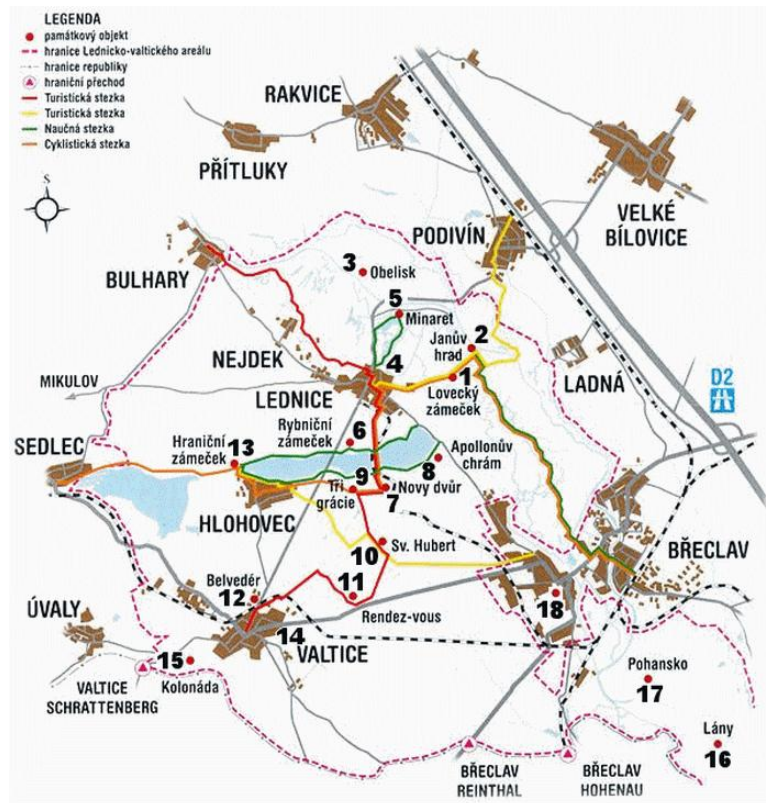 LEGENDA
památkový objekt
hranice Lednicko-valtického areálu
hranice republiky
hraniční přechod
Turistická stezka
Turistická stezka
Naučná stezka
Cyklistická stezka
S
RAKVICE
PŘÍTLUKY
VELKÉ
BÍLOVICE
PODIVÍN
BULHARY
3
Obelisk
5
Minaret
2
Janův
hrad
NEJDEK
4
LADNÁ
MIKULOV
LEDNICE
1
Lovecký
zámeček
D2
Rybniční
zámeček
6
SEDLEC
Hraniční
zámeček
13
Apollonův
chrám
8
9
Tři
grácie
7
Novy dvůr
HLOHOVEC
10
Sv. Hubert
BŘECLAV
Belvedér
12
11
Rendez-vous
18
ÚVALY
14
VALTICE
15
Kolonáda
VALTICE
SCHRATTENBERG
Pohansko
17
Lány
16
BŘECLAV
REINTHAL
BŘECLAV
HOHENAU